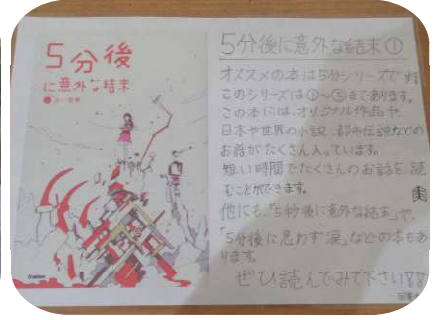 5分後
に意外な結末
5分後に意外な結末①
オススメの本は5分シリーズです
このシリーズは①〜⑤まであります。
この本には、オリジナル作品や
日本や世界の小説、都市伝説などの
お話がたくさん入っています。
短い時間でたくさんのお話を読
むことができます。
他にも、「5秒後に意外な結末」や、
「5分後に思わず涙」などの本もあ
ります。
ぜひ読んでみて下さい!!